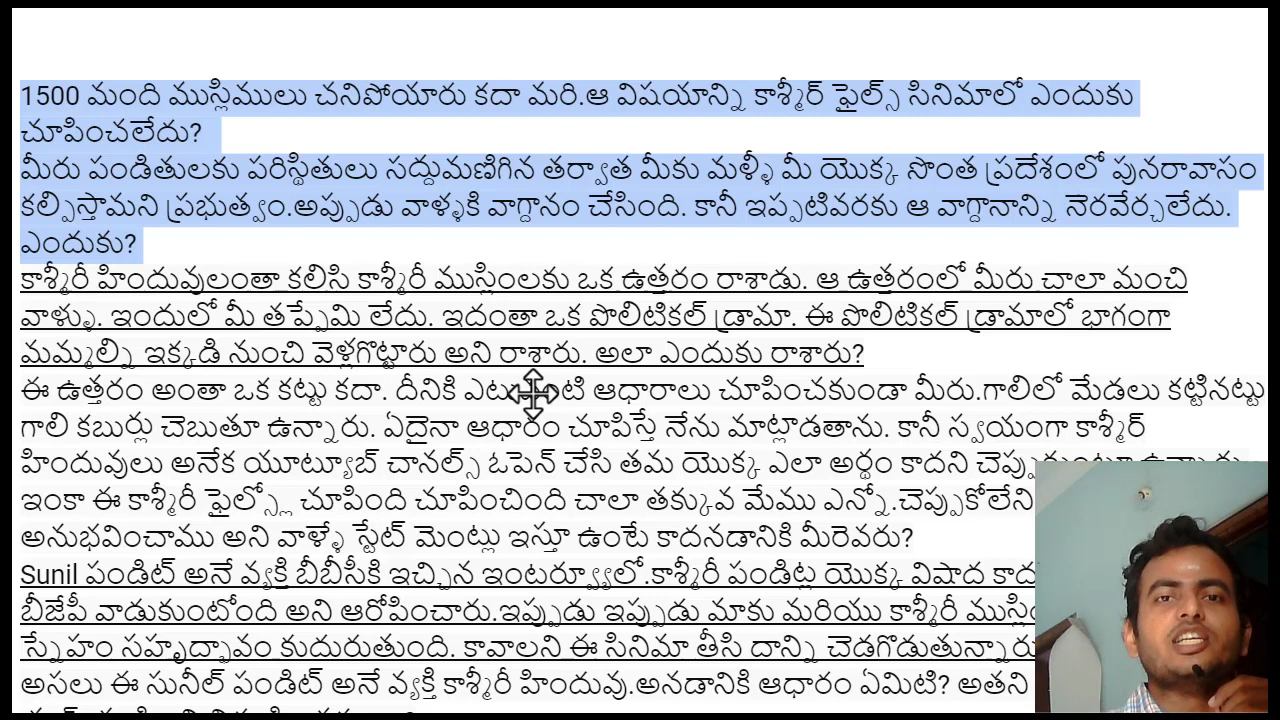 1500 మంది ముస్లిములు చనిపోయారు కదా మరి.ఆ విషయాన్ని కాశ్మీర్ ఫైల్స్ సినిమాలో ఎందుకు
చూపించలేదు?
మీరు పండితులకు పరిస్థితులు సద్దుమణిగిన తర్వాత మీకు మళ్ళీ మీ యొక్క సొంత ప్రదేశంలో పునరావాసం
కల్పిస్తామని ప్రభుత్వం.అప్పుడు వాళ్ళకి వాగ్దానం చేసింది. కానీ ఇప్పటివరకు ఆ వాగ్దానాన్ని నెరవేర్చలేదు.
ఎందుకు?
కాశ్మీరీ హిందువులంతా కలిసి కాశ్మీరీ ముస్లింలకు ఒక ఉత్తరం రాశాడు. ఆ ఉత్తరంలో మీరు చాలా మంచి
వాళ్ళు. ఇందులో మీ తప్పేమి లేదు. ఇదంతా ఒక పొలిటికల్ డ్రామా. ఈ పొలిటికల్ డ్రామాలో భాగంగా
మమ్మల్ని ఇక్కడి నుంచి వెళ్లగొట్టారు అని రాశారు. అలా ఎందుకు రాశారు?
ఈ ఉత్తరం అంతా ఒక కట్టు కదా. దీనికి ఆధారాలు చూపించకుండా మీరు.గాలిలో మేడలు కట్టినట్టు
గాలి కబుర్లు చెబుతూ ఉన్నారు. ఏదైనా ఆధారం చూపిస్తే నేను మాట్లాడతాను. కానీ స్వయంగా కాశ్మీర్
హిందువులు అనేక యూట్యూబ్ చానల్స్ ఓపెన్ చేసి తమ యొక్క ఎలా అర్థం కాదని
ఇంకా ఈ కాశ్మీరీ ఫైల్స్లో చూపింది చూపించింది చాలా తక్కువ మేము ఎన్నో.చెప్పుకోలేని
అనుభవించాము అని వాళ్ళే స్టేట్ మెంట్లు ఇస్తూ ఉంటే కాదనడానికి మీరెవరు?
Sunil పండిట్ అనే వ్యక్తి బీబీసీకి ఇచ్చిన ఇంటర్వ్యూలో.కాశ్మీరీ పండిట్ల యొక్క విషాద
బీజేపీ వాడుకుంటోంది అని ఆరోపించారు.ఇప్పుడు ఇప్పుడు మాకు మరియు కాశ్మీరీ
స్నేహం సహృద్భావం కుదురుతుంది. కావాలని ఈ సినిమా తీసి దాన్ని చెడగొడుతున్నారు
అసలు ఈ సునీల్ పండిట్ అనే వ్యక్తి కాశ్మీరీ హిందువు.అనడానికి ఆధారం ఏమిటి? అతని